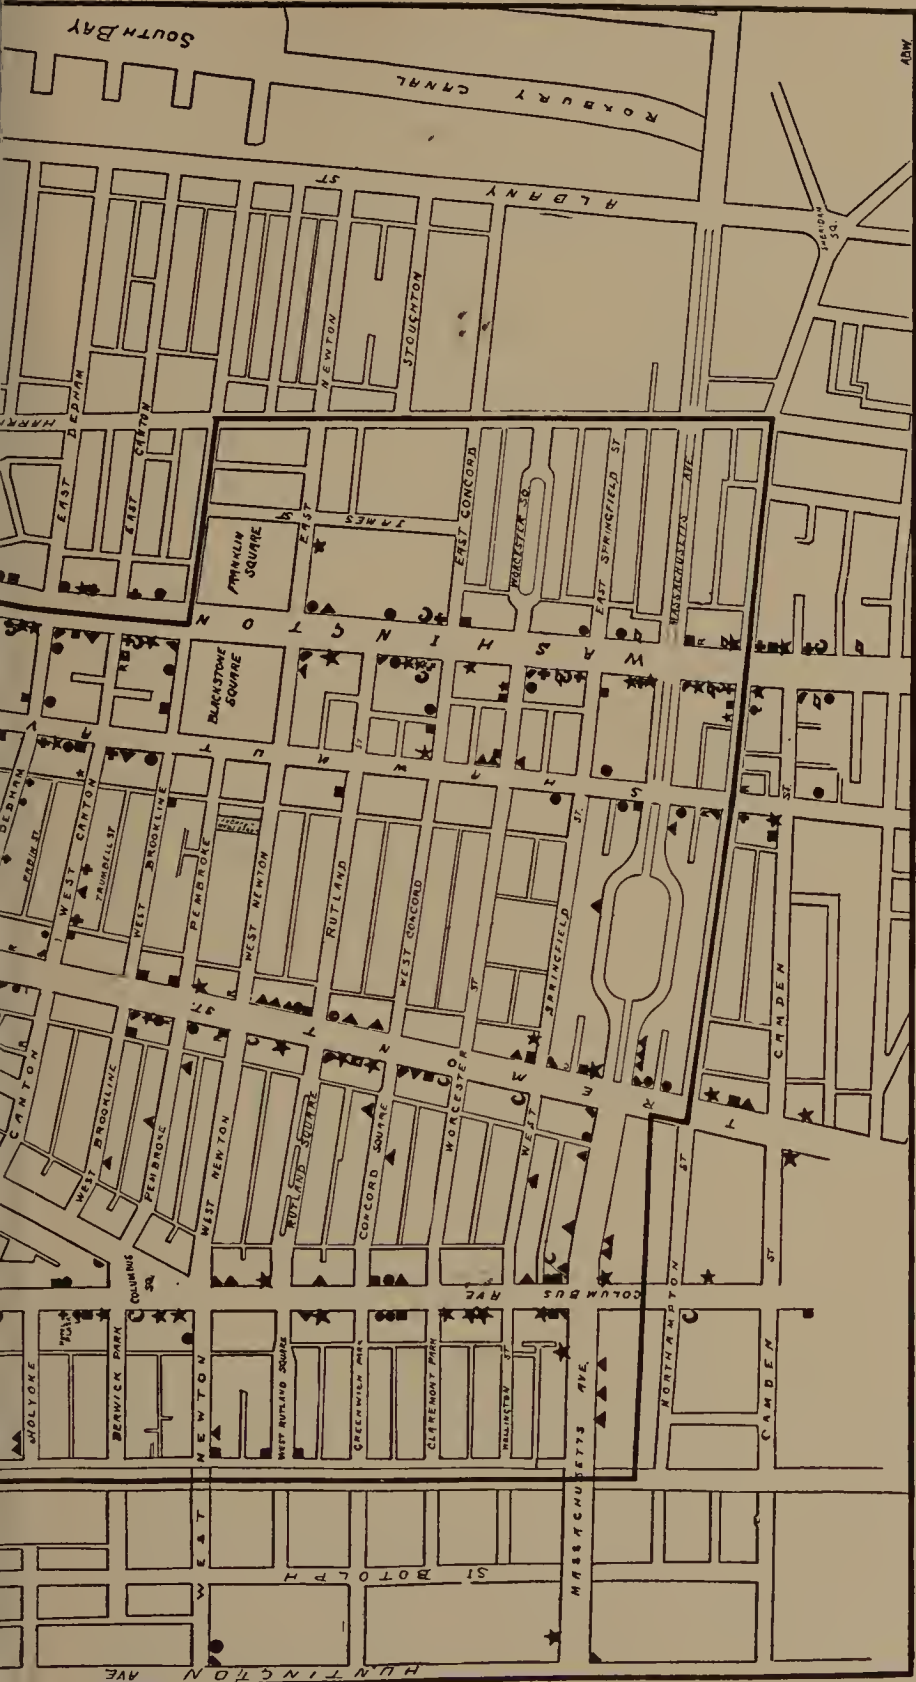 SOUTH BAY
ROXBURY CANAL
A.B.W.
ALBANY ST
SHERIDAN SQ.
NEWTON
STOUGHTON
EAST DEDHAM
EAST CANTON
FRANKLIN SQUARE
EAST
JAMES ST
EAST CONCORD
WORCESTER SQ.
EAST SPRINGFIELD ST
MASSACHUSETTS AVE
WASHINGTON
BLACKSTONE SQUARE
SHAWMUT
DEDHAM
WEST CANTON
TRUMBELL ST
WEST BROOKLINE
PEMBROKE
WEST NEWTON
RUTLAND ST
WEST CONCORD
WORCESTER ST
WEST SPRINGFIELD ST.
CAMDEN ST.
TREMONT ST
CANTON
WEST BROOKLINE
PEMBROKE
WEST NEWTON
RUTLAND SQUARE
CONCORD SQUARE
COLUMBUS SQ.
COLUMBUS AVE
NORTHAMPTON ST
CAMDEN ST
HOLYOKE
BERWICK PARK
WEST NEWTON
WEST RUTLAND SQUARE
GREENWICH PARK
CLAREMONT PARK
WALLINGTON ST
MASSACHUSETTS AVE.
ST BOTOLPH
HUNTINGTON AVE